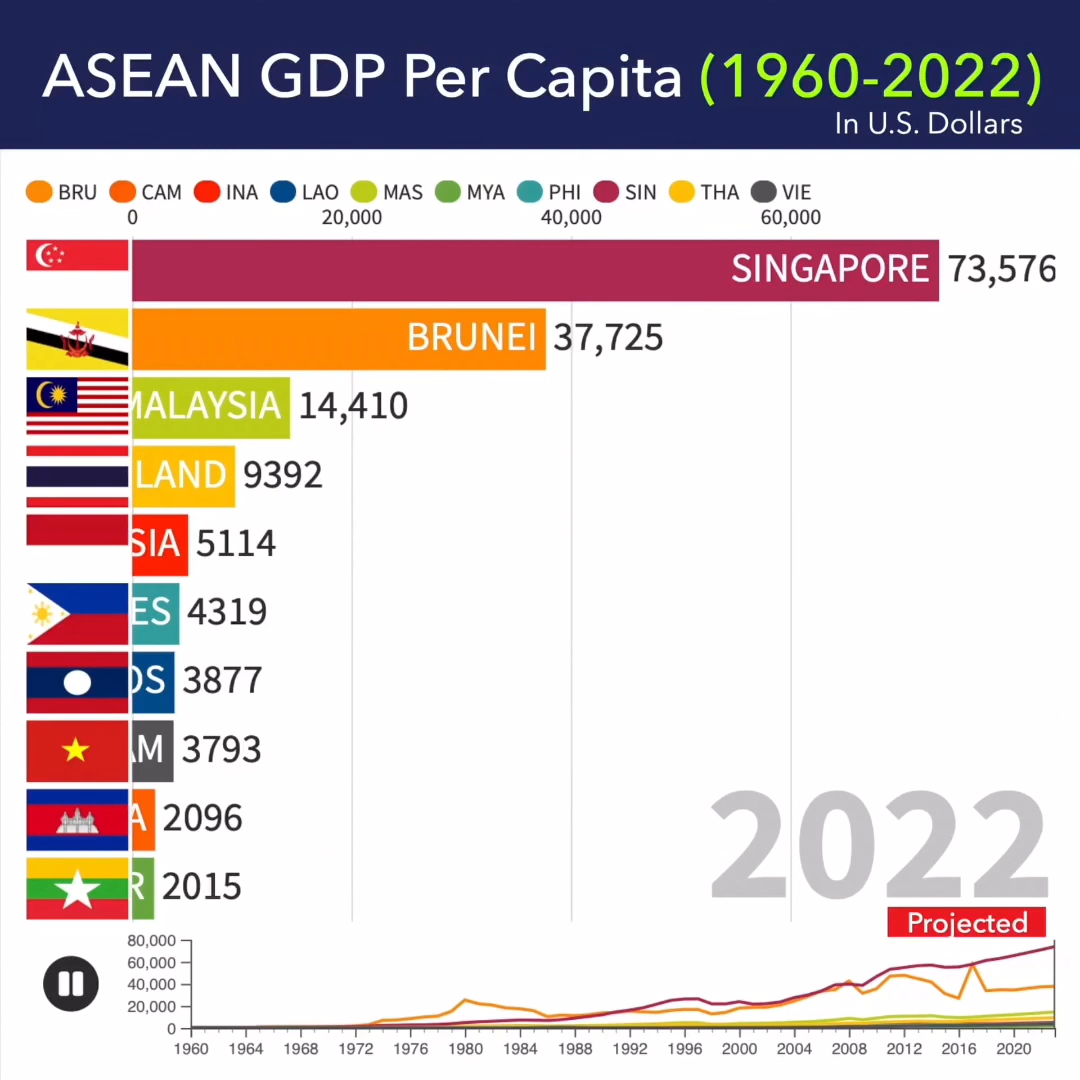 ASEAN GDP Per Capita (1960-2022)
In U.S. Dollars
BRU CAM INA LAO MAS MYA PHI SIN THA VIE
0 20,000 40,000 60,000
SINGAPORE 73,576
BRUNEI 37,725
MALAYSIA 14,410
LAND 9392
SIA 5114
ES 4319
OS 3877
AM 3793
A 2096
R 2015
2022
Projected
80,000
60,000
40,000
20,000
0
1960 1964 1968 1972 1976 1980 1984 1988 1992 1996 2000 2004 2008 2012 2016 2020